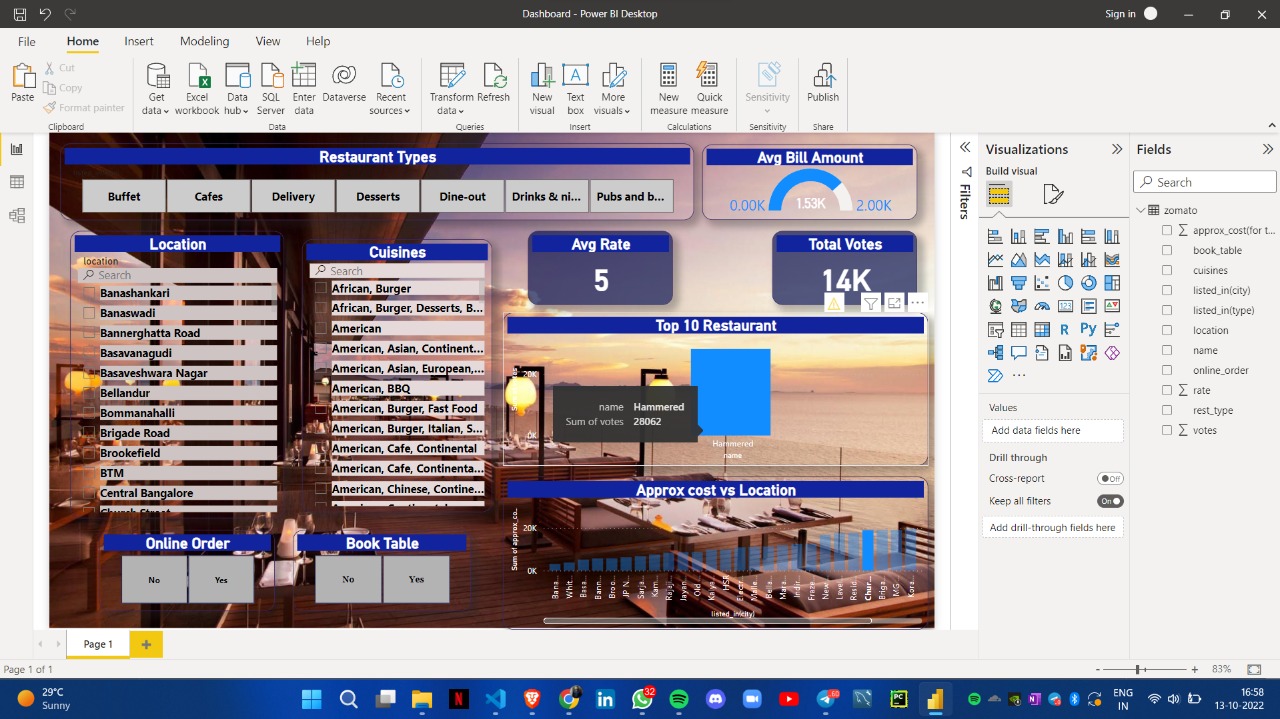 Dashboard - Power BI Desktop
Sign in
File Home Insert Modeling View Help
Paste
Cut
Copy
Format painter
Clipboard
Get data
Excel workbook
Data hub
SQL Server
Enter data
Dataverse
Recent sources
Data
Transform data
Refresh
Queries
New visual
Text box
More visuals
Insert
New measure
Quick measure
Calculations
Sensitivity
Sensitivity
Publish
Share
Restaurant Types
Buffet Cafes Delivery Desserts Dine-out Drinks & ni... Pubs and b...
Avg Bill Amount
0.00K 1.53K 2.00K
Location
location
Search
Banashankari
Banaswadi
Bannerghatta Road
Basavanagudi
Basaveshwara Nagar
Bellandur
Bommanahalli
Brigade Road
Brookefield
BTM
Central Bangalore
Church Street
Cuisines
Search
African, Burger
African, Burger, Desserts, B...
American
American, Asian, Continent...
American, Asian, European,...
American, BBQ
American, Burger, Fast Food
American, Burger, Italian, S...
American, Cafe, Continental
American, Cafe, Continenta...
American, Chinese, Contine...
Avg Rate
5
Total Votes
14K
Top 10 Restaurant
20K
0K
name Hammered
Sum of votes 28062
Hammered
name
Approx cost vs Location
Sum of approx_co...
20K
0K
Bana... Whit... Basa... Bann... Broo... JP N... Sarja... Kam... Rajaj... Jayan... Old ... Kalya... HSR Electr... Malle... Bella... Mara... Indir... Fraze... New ... Lavel... Resid... Chur... Briga... MG ... Kora...
listed_in(city)
Online Order
No Yes
Book Table
No Yes
Filters
Visualizations
Build visual
Values
Add data fields here
Drill through
Cross-report
Off
Keep all filters
On
Add drill-through fields here
Fields
Search
zomato
approx_cost(for t...
book_table
cuisines
listed_in(city)
listed_in(type)
location
name
online_order
rate
rest_type
votes
Page 1
Page 1 of 1
83%
29°C
Sunny
32
60
ENG
IN
16:58
13-10-2022